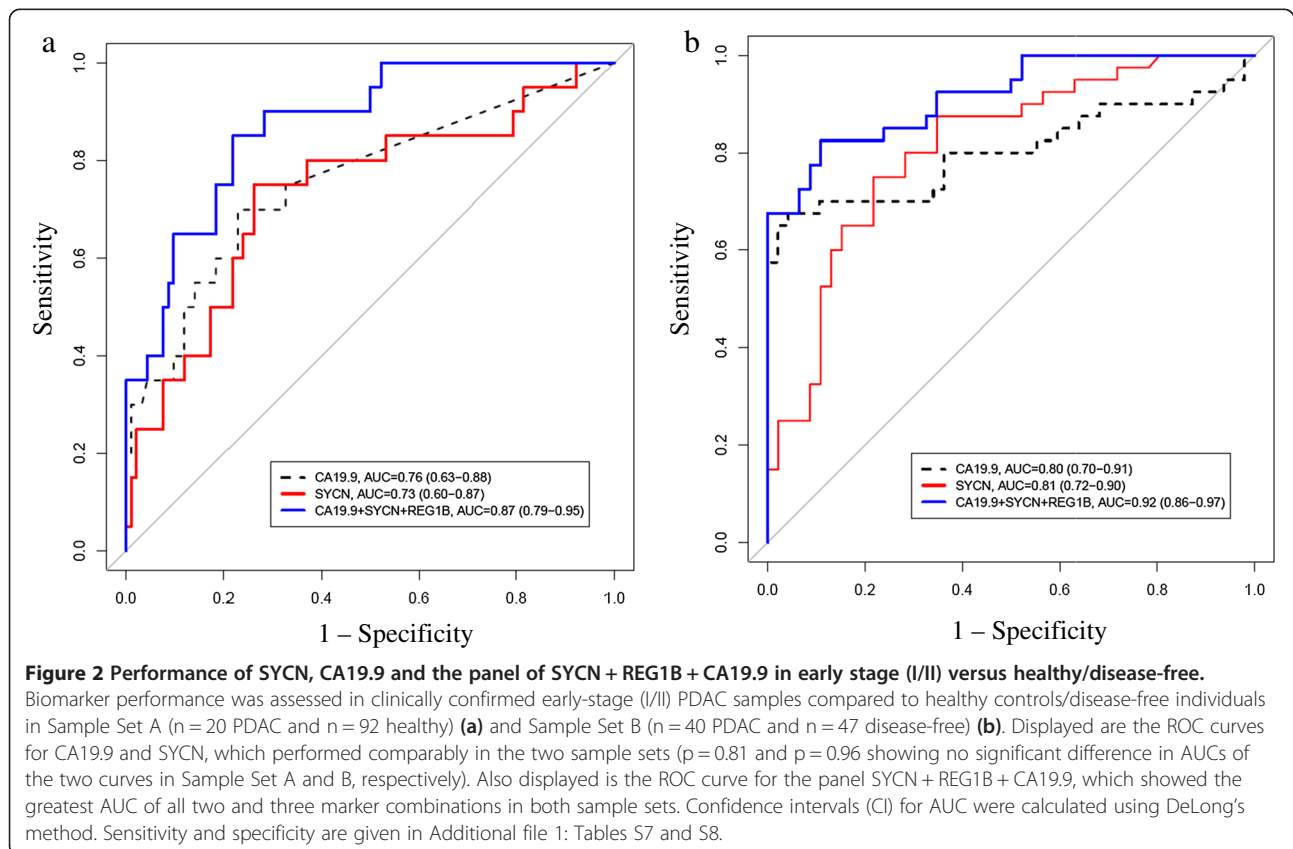 a
Sensitivity
1.0
0.8
0.6
0.4
0.2
0.0
CA19.9, AUC=0.76 (0.63−0.88)
SYCN, AUC=0.73 (0.60−0.87)
CA19.9+SYCN+REG1B, AUC=0.87 (0.79−0.95)
0.0 0.2 0.4 0.6 0.8 1.0
1 – Specificity
b
Sensitivity
1.0
0.8
0.6
0.4
0.2
0.0
CA19.9, AUC=0.80 (0.70−0.91)
SYCN, AUC=0.81 (0.72−0.90)
CA19.9+SYCN+REG1B, AUC=0.92 (0.86−0.97)
0.0 0.2 0.4 0.6 0.8 1.0
1 – Specificity
Figure 2 Performance of SYCN, CA19.9 and the panel of SYCN + REG1B + CA19.9 in early stage (I/II) versus healthy/disease-free.
Biomarker performance was assessed in clinically confirmed early-stage (I/II) PDAC samples compared to healthy controls/disease-free individuals
in Sample Set A (n = 20 PDAC and n = 92 healthy) (a) and Sample Set B (n = 40 PDAC and n = 47 disease-free) (b). Displayed are the ROC curves
for CA19.9 and SYCN, which performed comparably in the two sample sets (p = 0.81 and p = 0.96 showing no significant difference in AUCs of
the two curves in Sample Set A and B, respectively). Also displayed is the ROC curve for the panel SYCN + REG1B + CA19.9, which showed the
greatest AUC of all two and three marker combinations in both sample sets. Confidence intervals (CI) for AUC were calculated using DeLong's
method. Sensitivity and specificity are given in Additional file 1: Tables S7 and S8.